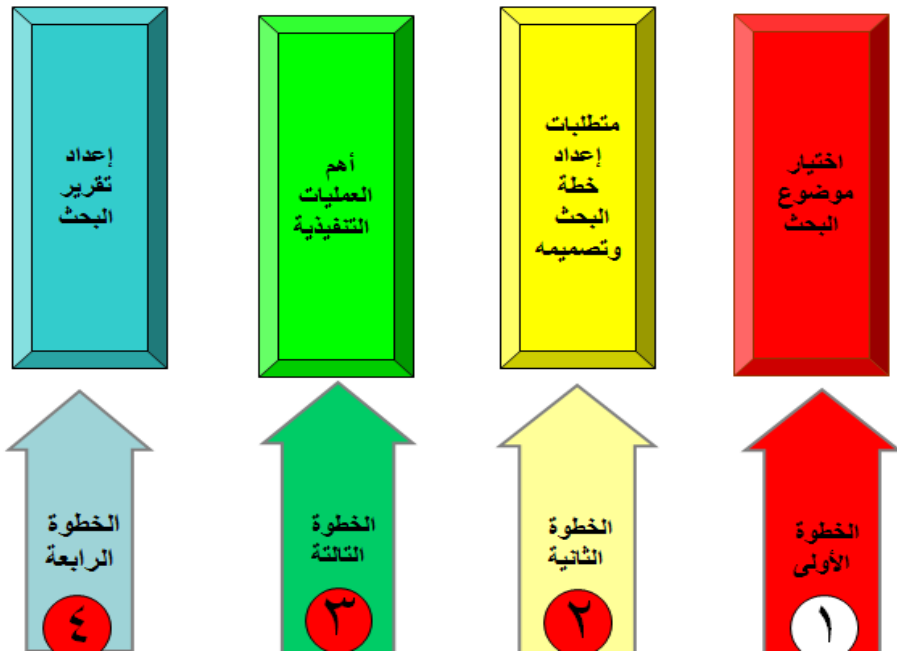 اختيار
موضوع
البحث
متطلبات
إعداد
خطة
البحث
وتصميمه
أهم
العمليات
التنفيذية
إعداد
تقرير
البحث
الخطوة
الأولى
١
الخطوة
الثانية
٢
الخطوة
التالتة
٣
الخطوة
الرابعة
٤